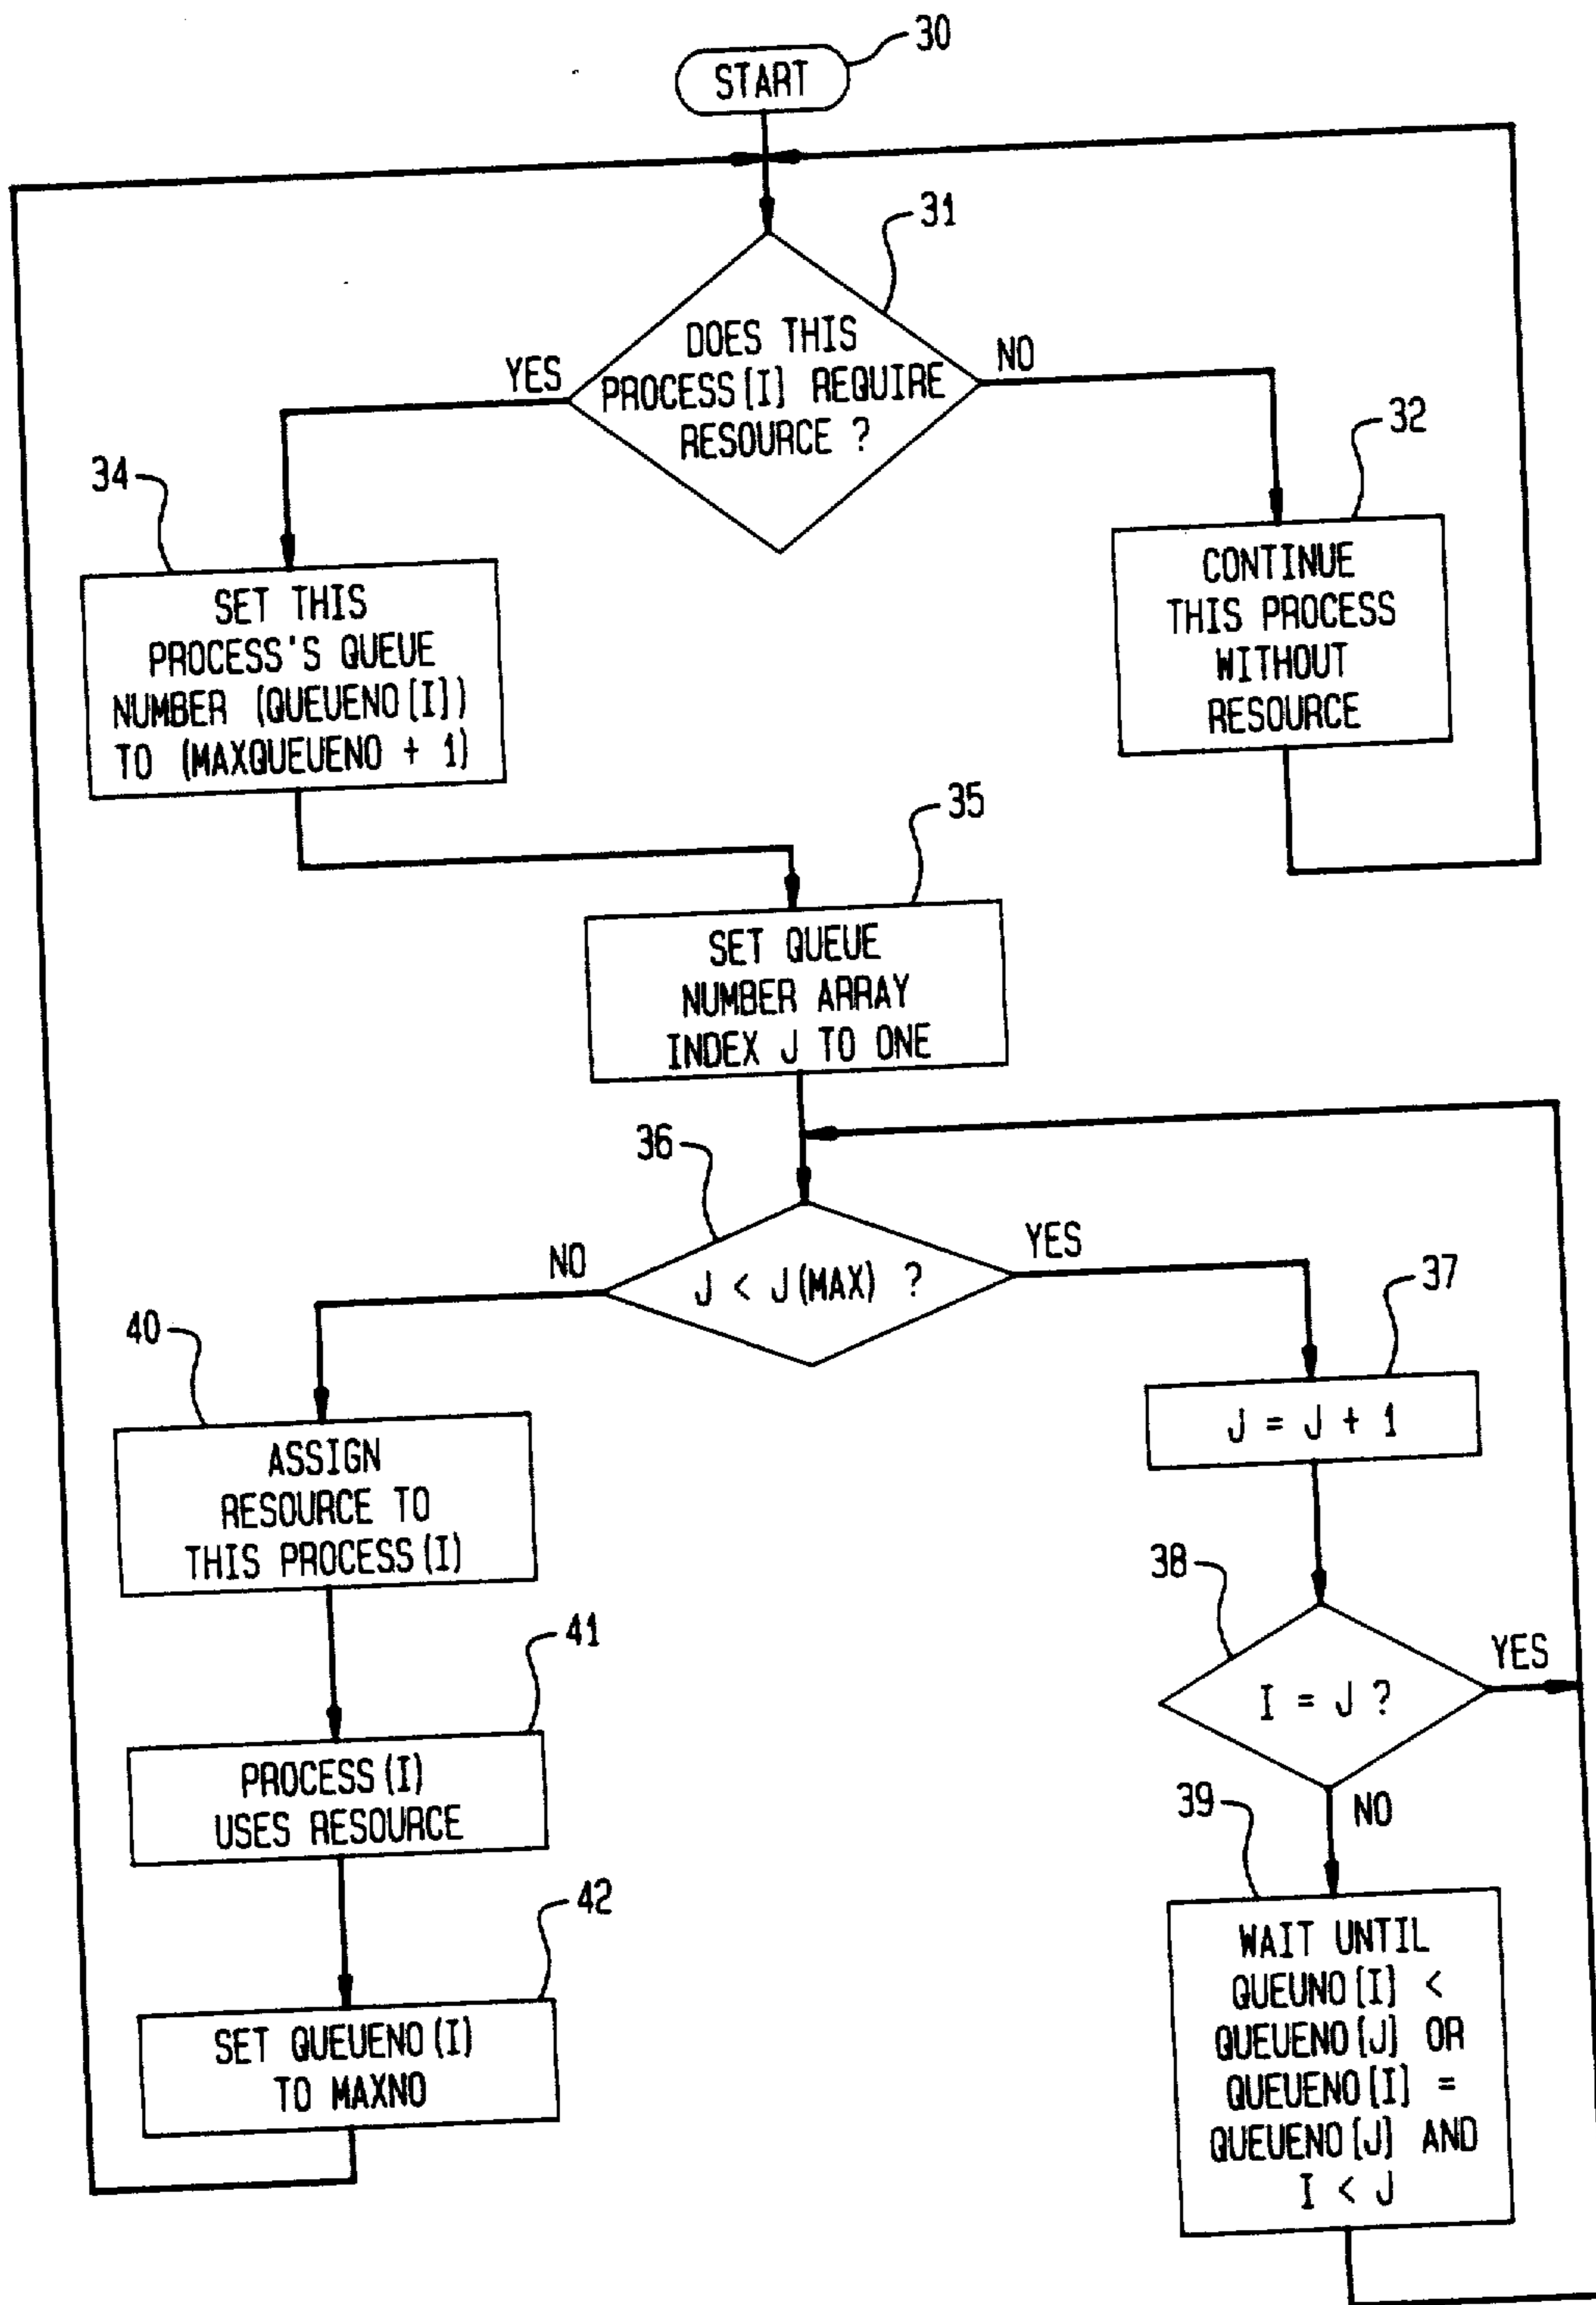 30
START
31
DOES THIS
PROCESS[I] REQUIRE
RESOURCE ?
YES
NO
32
34
CONTINUE
THIS PROCESS
WITHOUT
RESOURCE
SET THIS
PROCESS'S QUEUE
NUMBER (QUEUENO[I])
TO (MAXQUEUENO + 1)
35
SET QUEUE
NUMBER ARRAY
INDEX J TO ONE
36
J < J(MAX) ?
NO
YES
37
J = J + 1
40
ASSIGN
RESOURCE TO
THIS PROCESS(I)
38
I = J ?
YES
NO
41
PROCESS(I)
USES RESOURCE
39
WAIT UNTIL
QUEUNO[I] <
QUEUENO[J] OR
QUEUENO[I] =
QUEUENO[J] AND
I < J
42
SET QUEUENO(I)
TO MAXNO